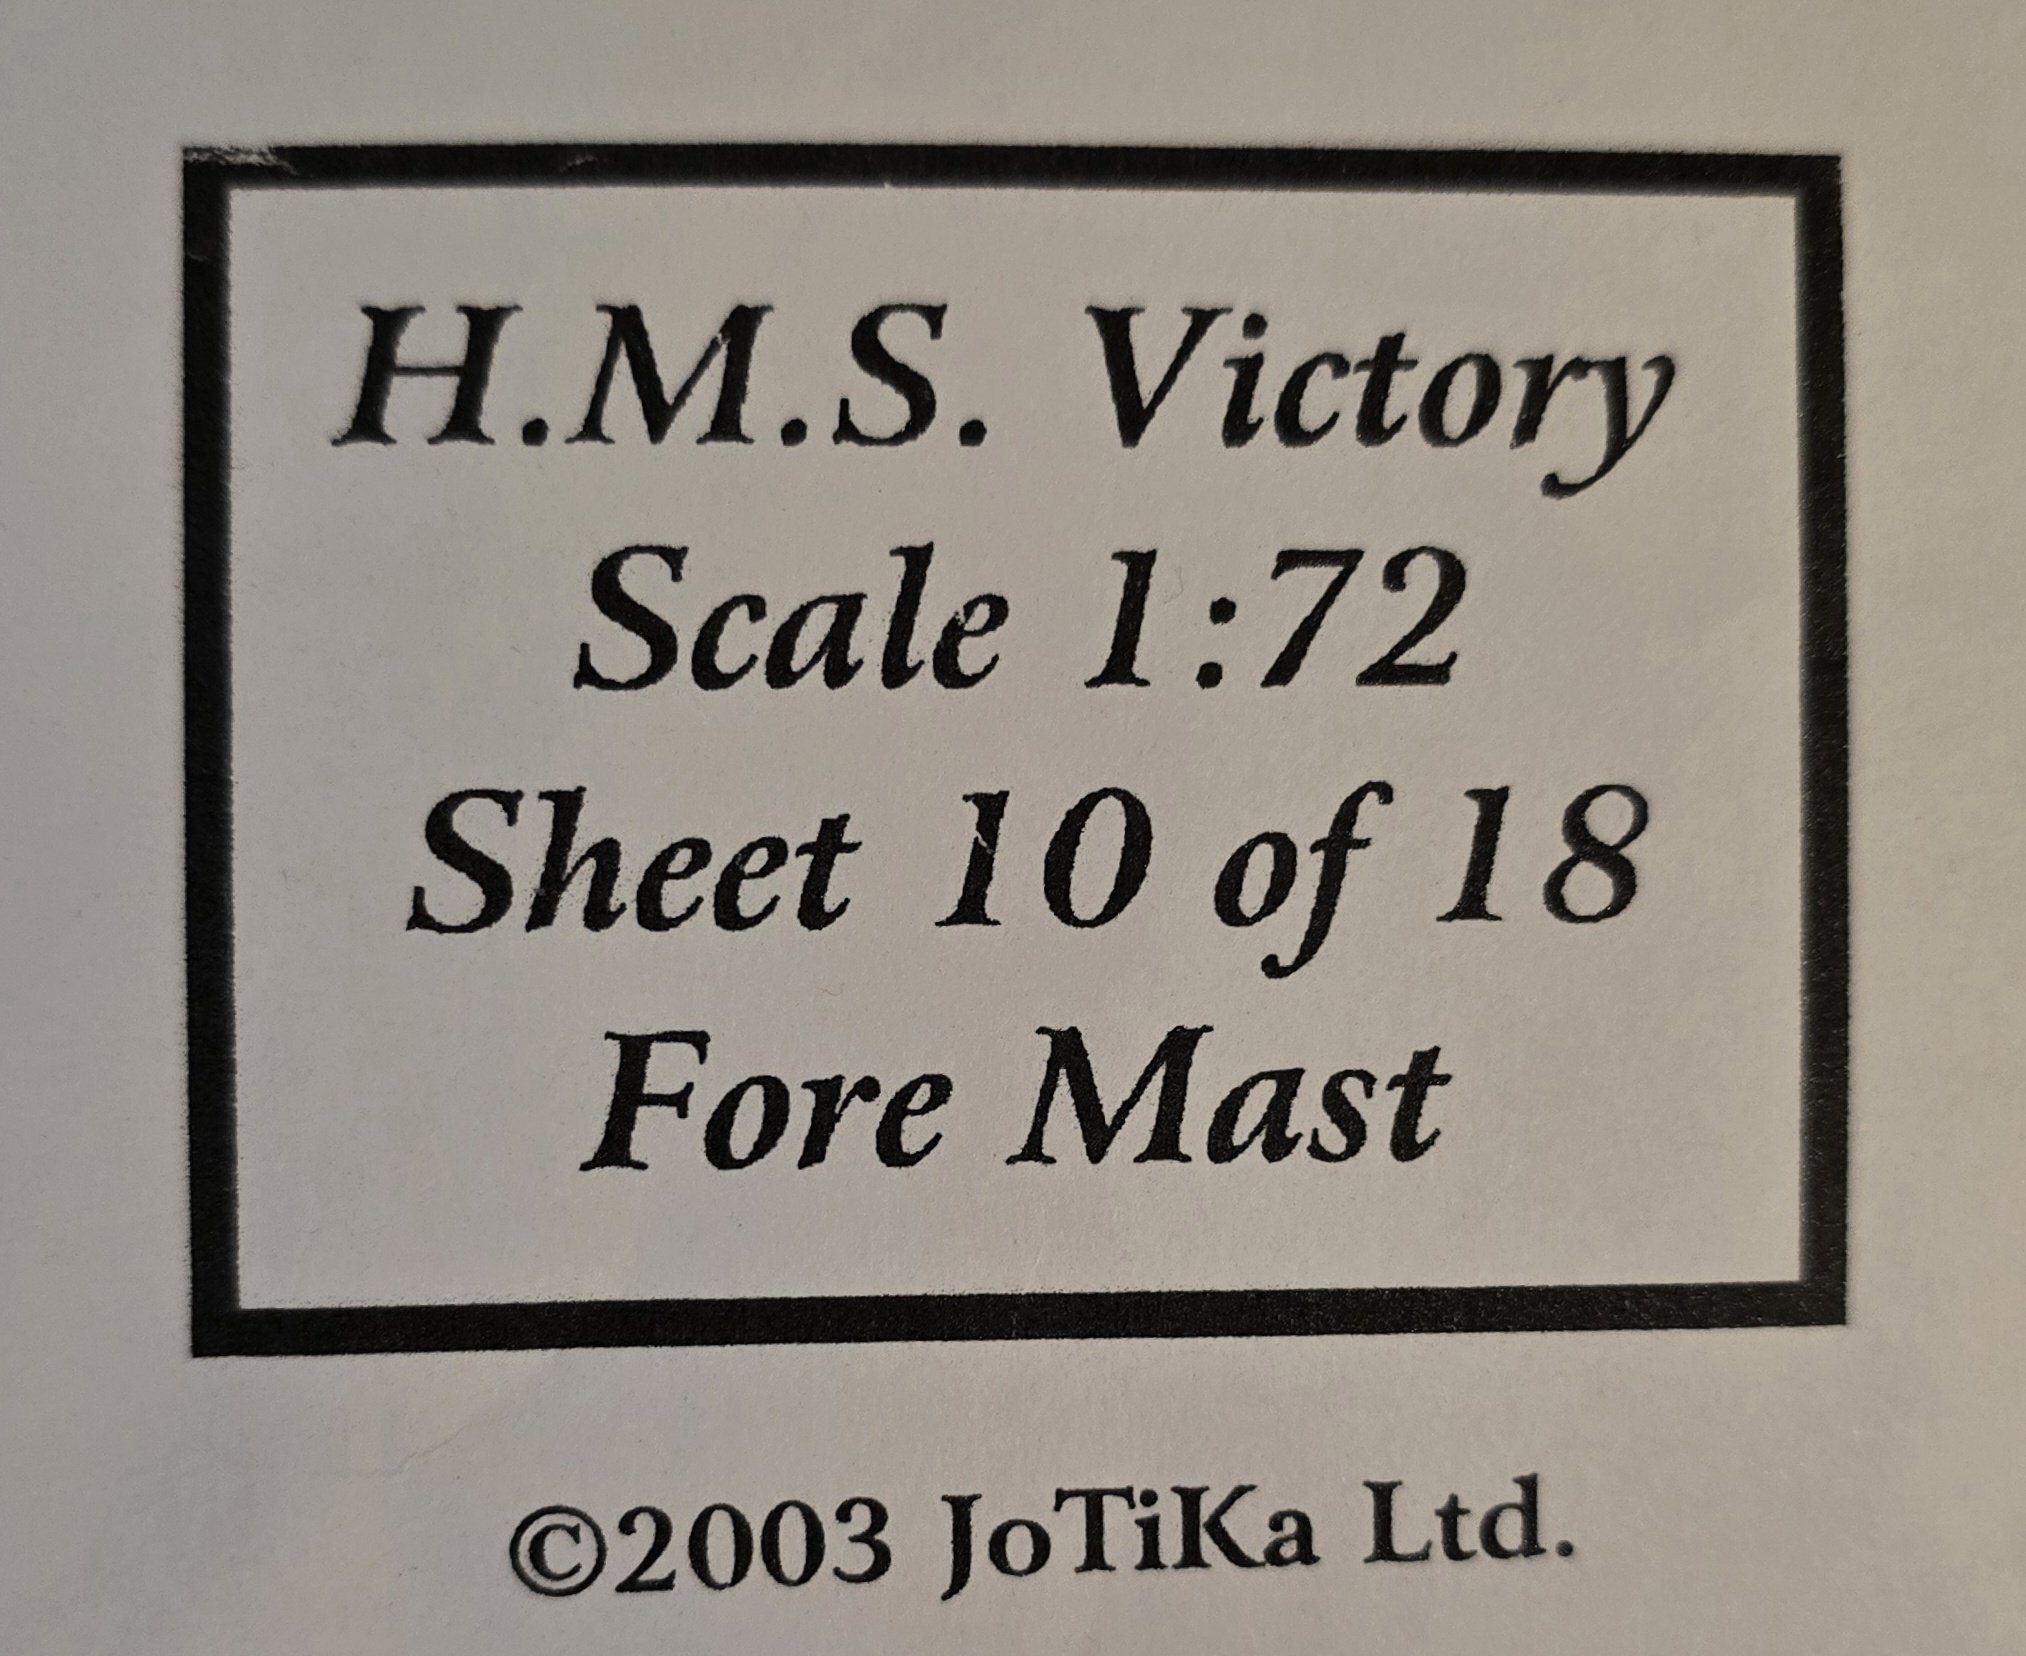 H.M.S. Victory
Scale 1:72
Sheet 10 of 18
Fore Mast
©2003 JoTiKa Ltd.